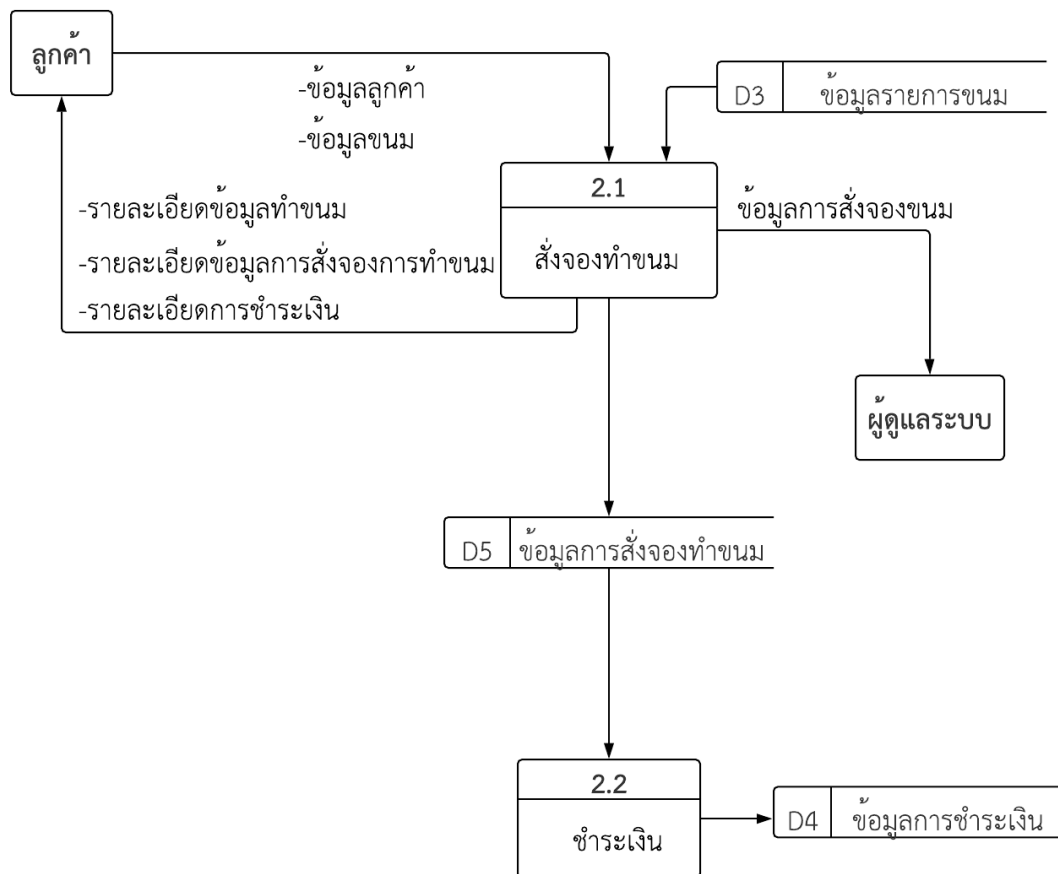 ลูกค้า
-ข้อมูลลูกค้า
-ข้อมูลขนม
D3 ข้อมูลรายการขนม
2.1
สั่งจองทำขนม
-รายละเอียดข้อมูลทำขนม
-รายละเอียดข้อมูลการสั่งจองการทำขนม
-รายละเอียดการชำระเงิน
ข้อมูลการสั่งจองขนม
ผู้ดูแลระบบ
D5 ข้อมูลการสั่งจองทำขนม
2.2
ชำระเงิน
D4 ข้อมูลการชำระเงิน